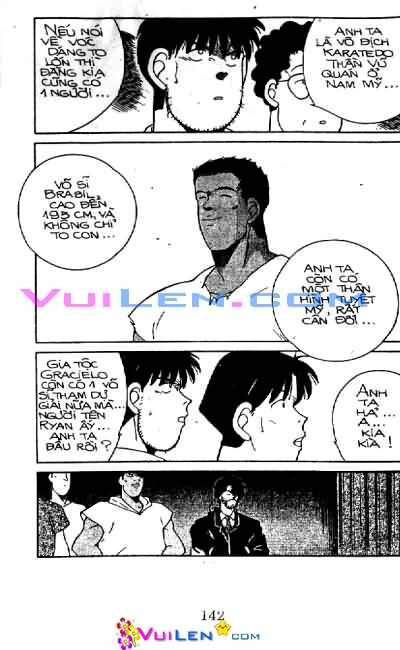 NẾU NÓI
VỀ VÓC
DÁNG TO
LỚN THÌ
ĐẰNG KIA
CŨNG CÓ
1 NGƯỜI...
ANH TA
LÀ VÕ ĐỊCH
KARATEDO
THẦN VŨ
QUÁN Ở
NAM MỸ...
VÕ SĨ
BRASIL,
CAO ĐẾN
195 CM, VÀ
KHÔNG CHỈ
TO CON...
ANH TA
CÒN CÓ
MỘT THÂN
HÌNH TUYỆT
MỸ, RẤT
CÂN ĐỐI...
VUILEN.COM
GIA TỘC
GRACIELO
CÒN CÓ 1 VÕ
SĨ THAM DỰ
GIẢI NỮA MÀ...
NGƯỜI TÊN
RYAN ẤY...
ANH TA
ĐÂU RỒI?
ANH
TA
HẢ
Á...
KÌA
KÌA!
142
VUILEN.COM